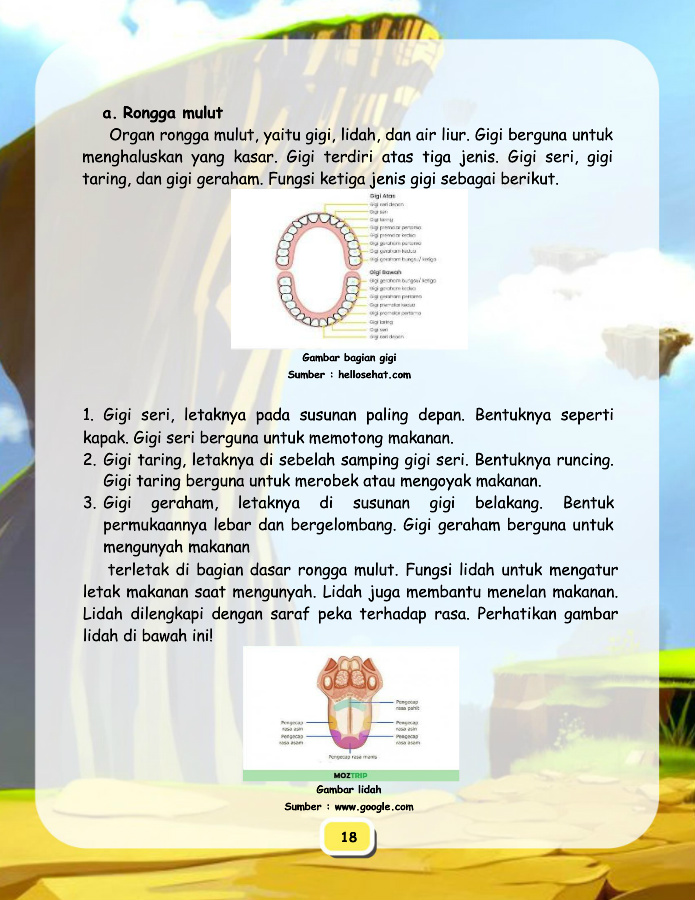 a. Rongga mulut
Organ rongga mulut, yaitu gigi, lidah, dan air liur. Gigi berguna untuk
menghaluskan yang kasar. Gigi terdiri atas tiga jenis. Gigi seri, gigi
taring, dan gigi geraham. Fungsi ketiga jenis gigi sebagai berikut.
Gigi Atas
Gigi seri depan
Gigi seri
Gigi taring
Gigi premolar pertama
Gigi premolar kedua
Gigi geraham pertama
Gigi geraham kedua
Gigi geraham bungsu/ ketiga
Gigi Bawah
Gigi geraham bungsu/ ketiga
Gigi geraham kedua
Gigi geraham pertama
Gigi premolar kedua
Gigi premolar pertama
Gigi taring
Gigi seri
Gigi seri depan
Gambar bagian gigi
Sumber : hellosehat.com
1. Gigi seri, letaknya pada susunan paling depan. Bentuknya seperti
kapak. Gigi seri berguna untuk memotong makanan.
2. Gigi taring, letaknya di sebelah samping gigi seri. Bentuknya runcing.
Gigi taring berguna untuk merobek atau mengoyak makanan.
3. Gigi geraham, letaknya di susunan gigi belakang. Bentuk
permukaannya lebar dan bergelombang. Gigi geraham berguna untuk
mengunyah makanan
terletak di bagian dasar rongga mulut. Fungsi lidah untuk mengatur
letak makanan saat mengunyah. Lidah juga membantu menelan makanan.
Lidah dilengkapi dengan saraf peka terhadap rasa. Perhatikan gambar
lidah di bawah ini!
Pengecap
rasa pahit
Pengecap
rasa asin
Pengecap
rasa asam
Pengecap
rasa asin
Pengecap
rasa asam
Pengecap rasa manis
MOZTRIP
Gambar lidah
Sumber : www.google.com
18